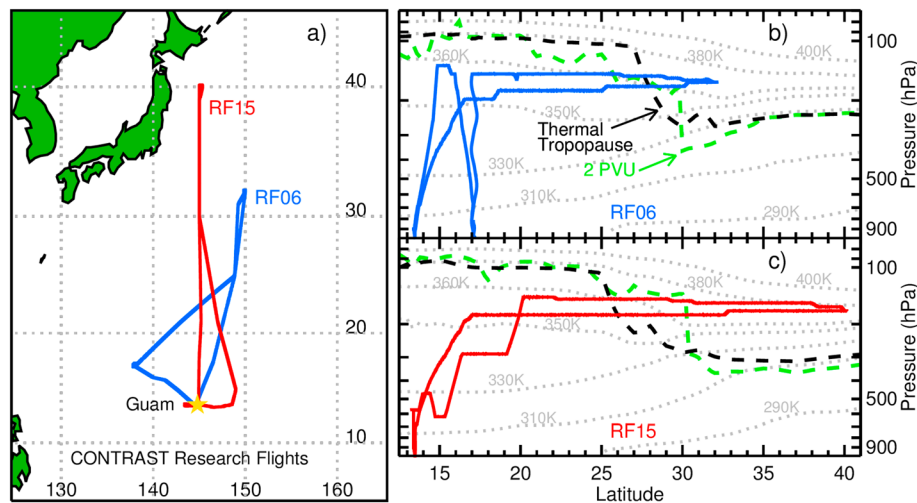 a)
RF15
RF06
Guam
CONTRAST Research Flights
40
30
20
10
130 140 150 160
b)
360K
380K
400K
350K
330K
310K
290K
Thermal
Tropopause
2 PVU
RF06
100
500
900
Pressure (hPa)
c)
360K
380K
400K
350K
330K
310K
290K
RF15
100
500
900
Pressure (hPa)
15 20 25 30 35 40
Latitude